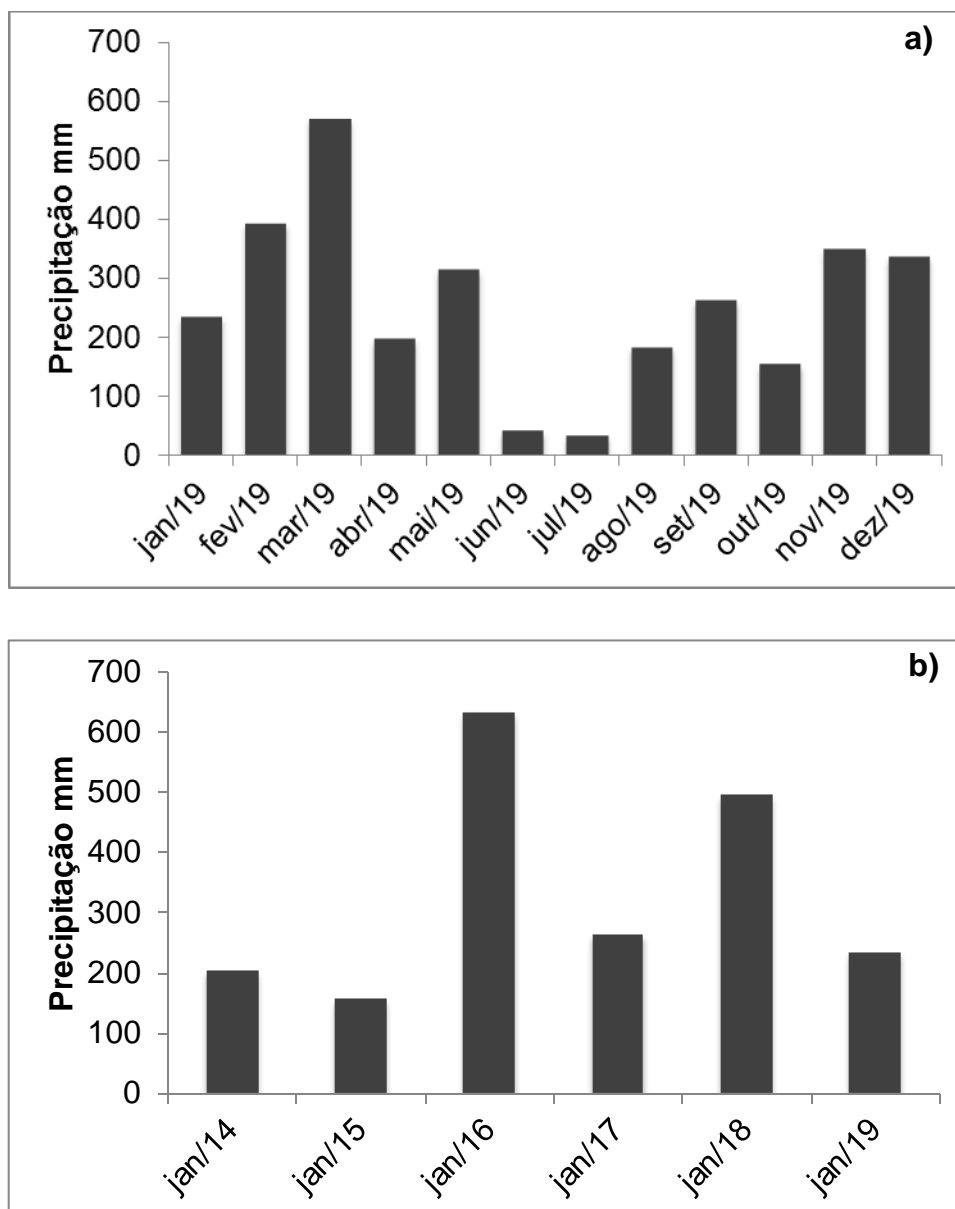 a)
Precipitação mm
700
600
500
400
300
200
100
0
jan/19
fev/19
mar/19
abr/19
mai/19
jun/19
jul/19
ago/19
set/19
out/19
nov/19
dez/19
b)
Precipitação mm
700
600
500
400
300
200
100
0
jan/14
jan/15
jan/16
jan/17
jan/18
jan/19